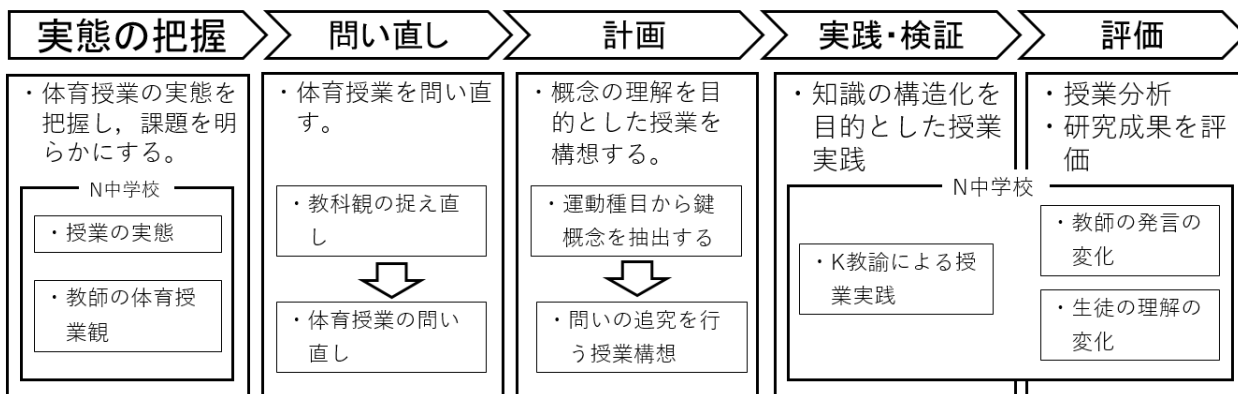 実態の把握
問い直し
計画
実践・検証
評価
・体育授業の実態を
把握し，課題を明
らかにする。
N中学校
・授業の実態
・教師の体育授
業観
・体育授業を問い直
す。
・教科観の捉え直
し
・体育授業の問い
直し
・概念の理解を目
的とした授業を
構想する。
・運動種目から鍵
概念を抽出する
・問いの追究を行
う授業構想
・知識の構造化を
目的とした授業
実践
・授業分析
・研究成果を評
価
N中学校
・K教諭による授
業実践
・教師の発言の
変化
・生徒の理解の
変化